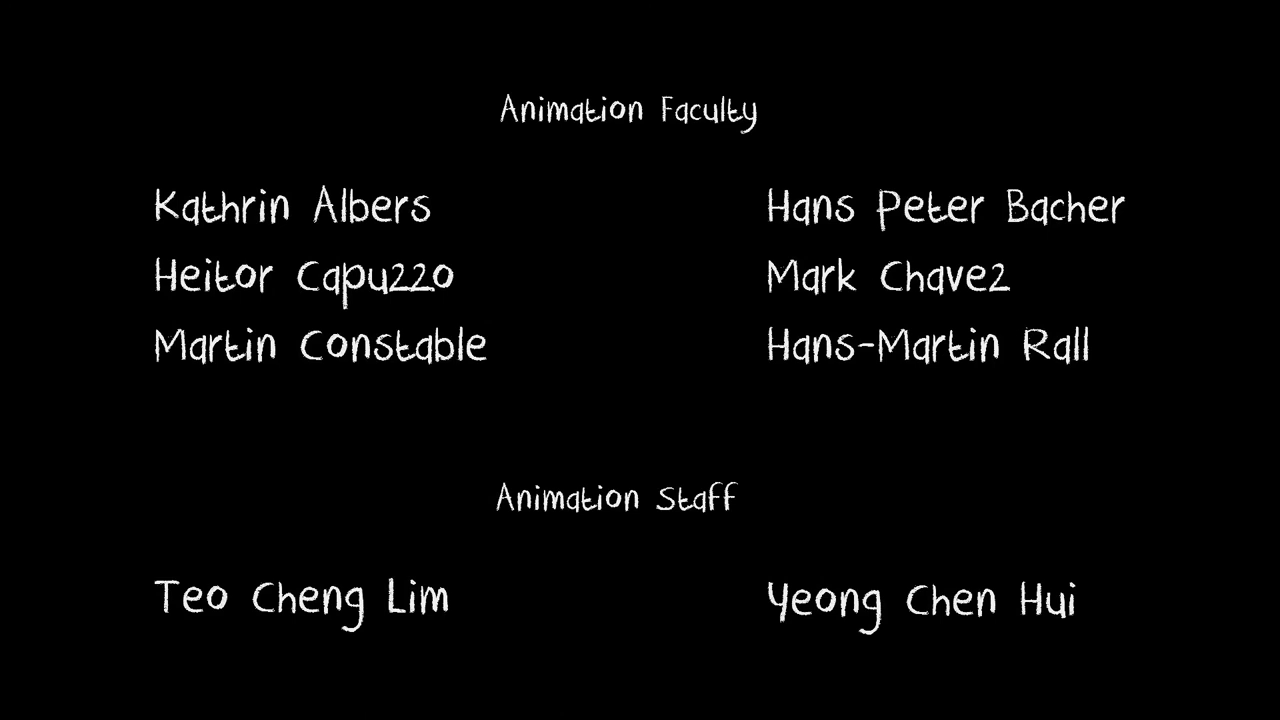 Animation Faculty
Kathrin Albers
Hans Peter Bacher
Heitor Capuzzo
Mark Chavez
Martin Constable
Hans-Martin Rall
Animation Staff
Teo Cheng Lim
Yeong Chen Hui